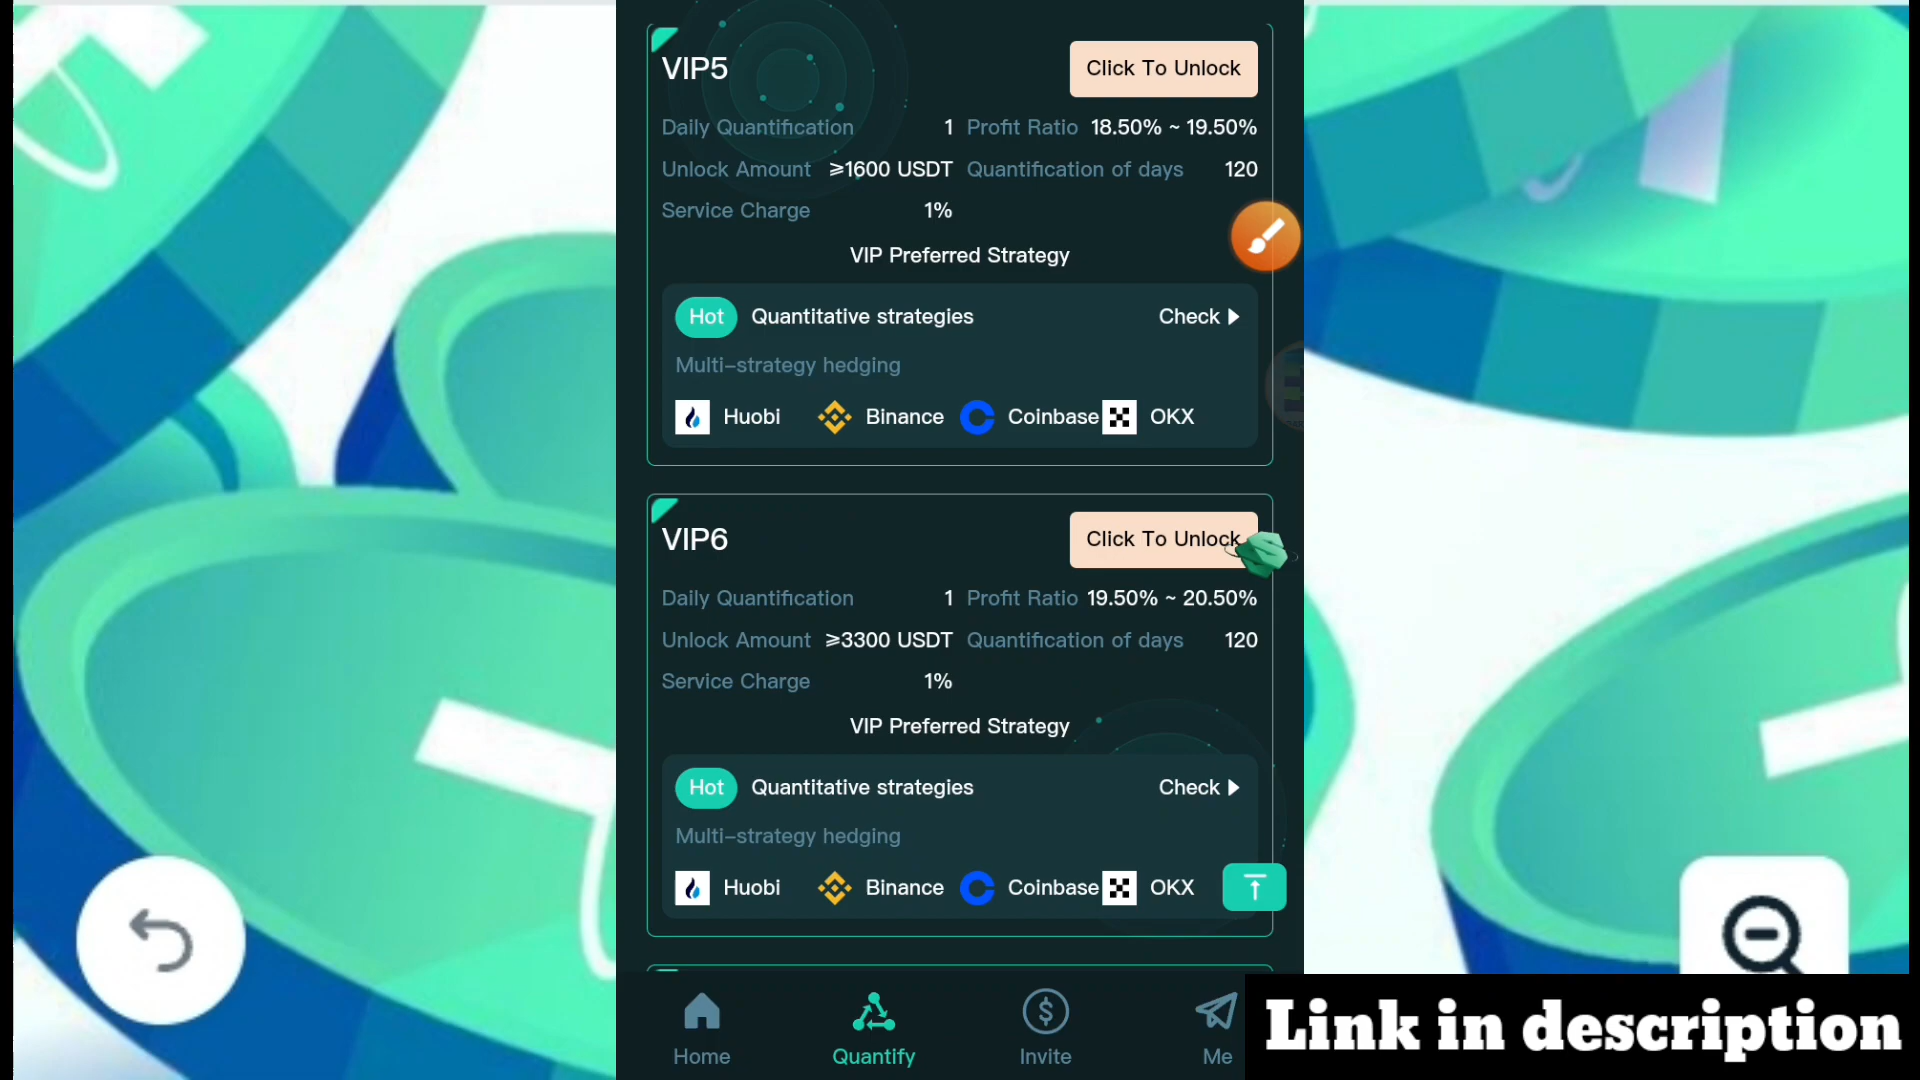 VIP5
Click To Unlock
Daily Quantification 1 Profit Ratio 18.50% ~ 19.50%
Unlock Amount ≥1600 USDT Quantification of days 120
Service Charge 1%
VIP Preferred Strategy
Hot Quantitative strategies Check
Multi-strategy hedging
Huobi Binance Coinbase OKX
VIP6
Click To Unlock
Daily Quantification 1 Profit Ratio 19.50% ~ 20.50%
Unlock Amount ≥3300 USDT Quantification of days 120
Service Charge 1%
VIP Preferred Strategy
Hot Quantitative strategies Check
Multi-strategy hedging
Huobi Binance Coinbase OKX
Home Quantify Invite Me
Link in description